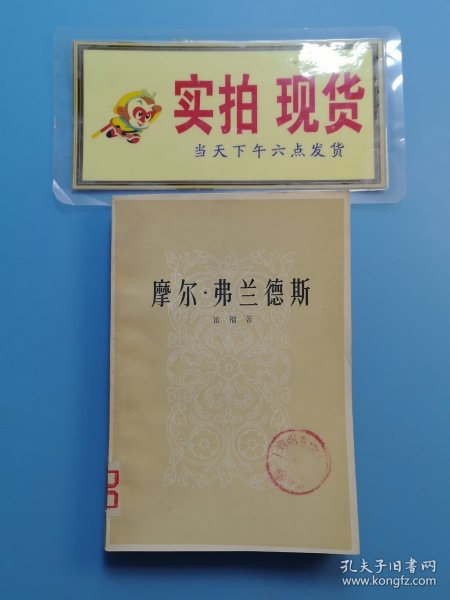 实拍 现货
当天下午六点发货
摩尔·弗兰德斯
笛福著
孔夫子旧书网
www.kongfz.com